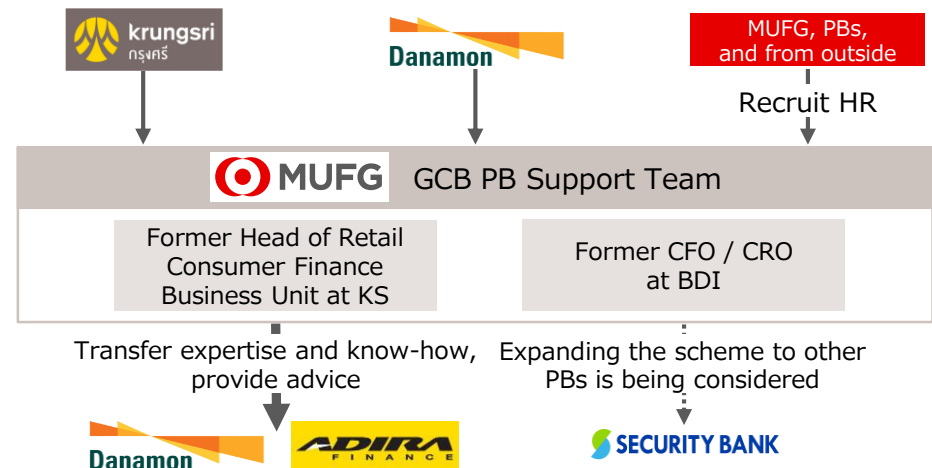 krungsri
กรุงศรี
Danamon
MUFG, PBs,
and from outside
Recruit HR
MUFG GCB PB Support Team
Former Head of Retail
Consumer Finance
Business Unit at KS
Former CFO / CRO
at BDI
Transfer expertise and know-how,
provide advice
Expanding the scheme to other
PBs is being considered
Danamon
ADIRA
FINANCE
SECURITY BANK